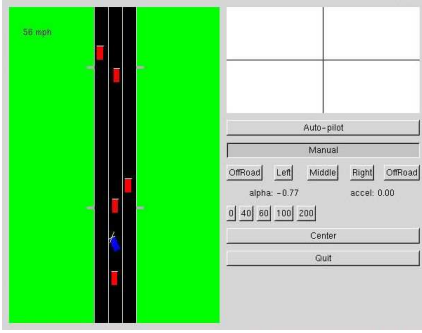 56 mph
Auto-pilot
Manual
OffRoad Left Middle Right OffRoad
alpha: -0.77 accel: 0.00
0 40 60 100 200
Center
Quit